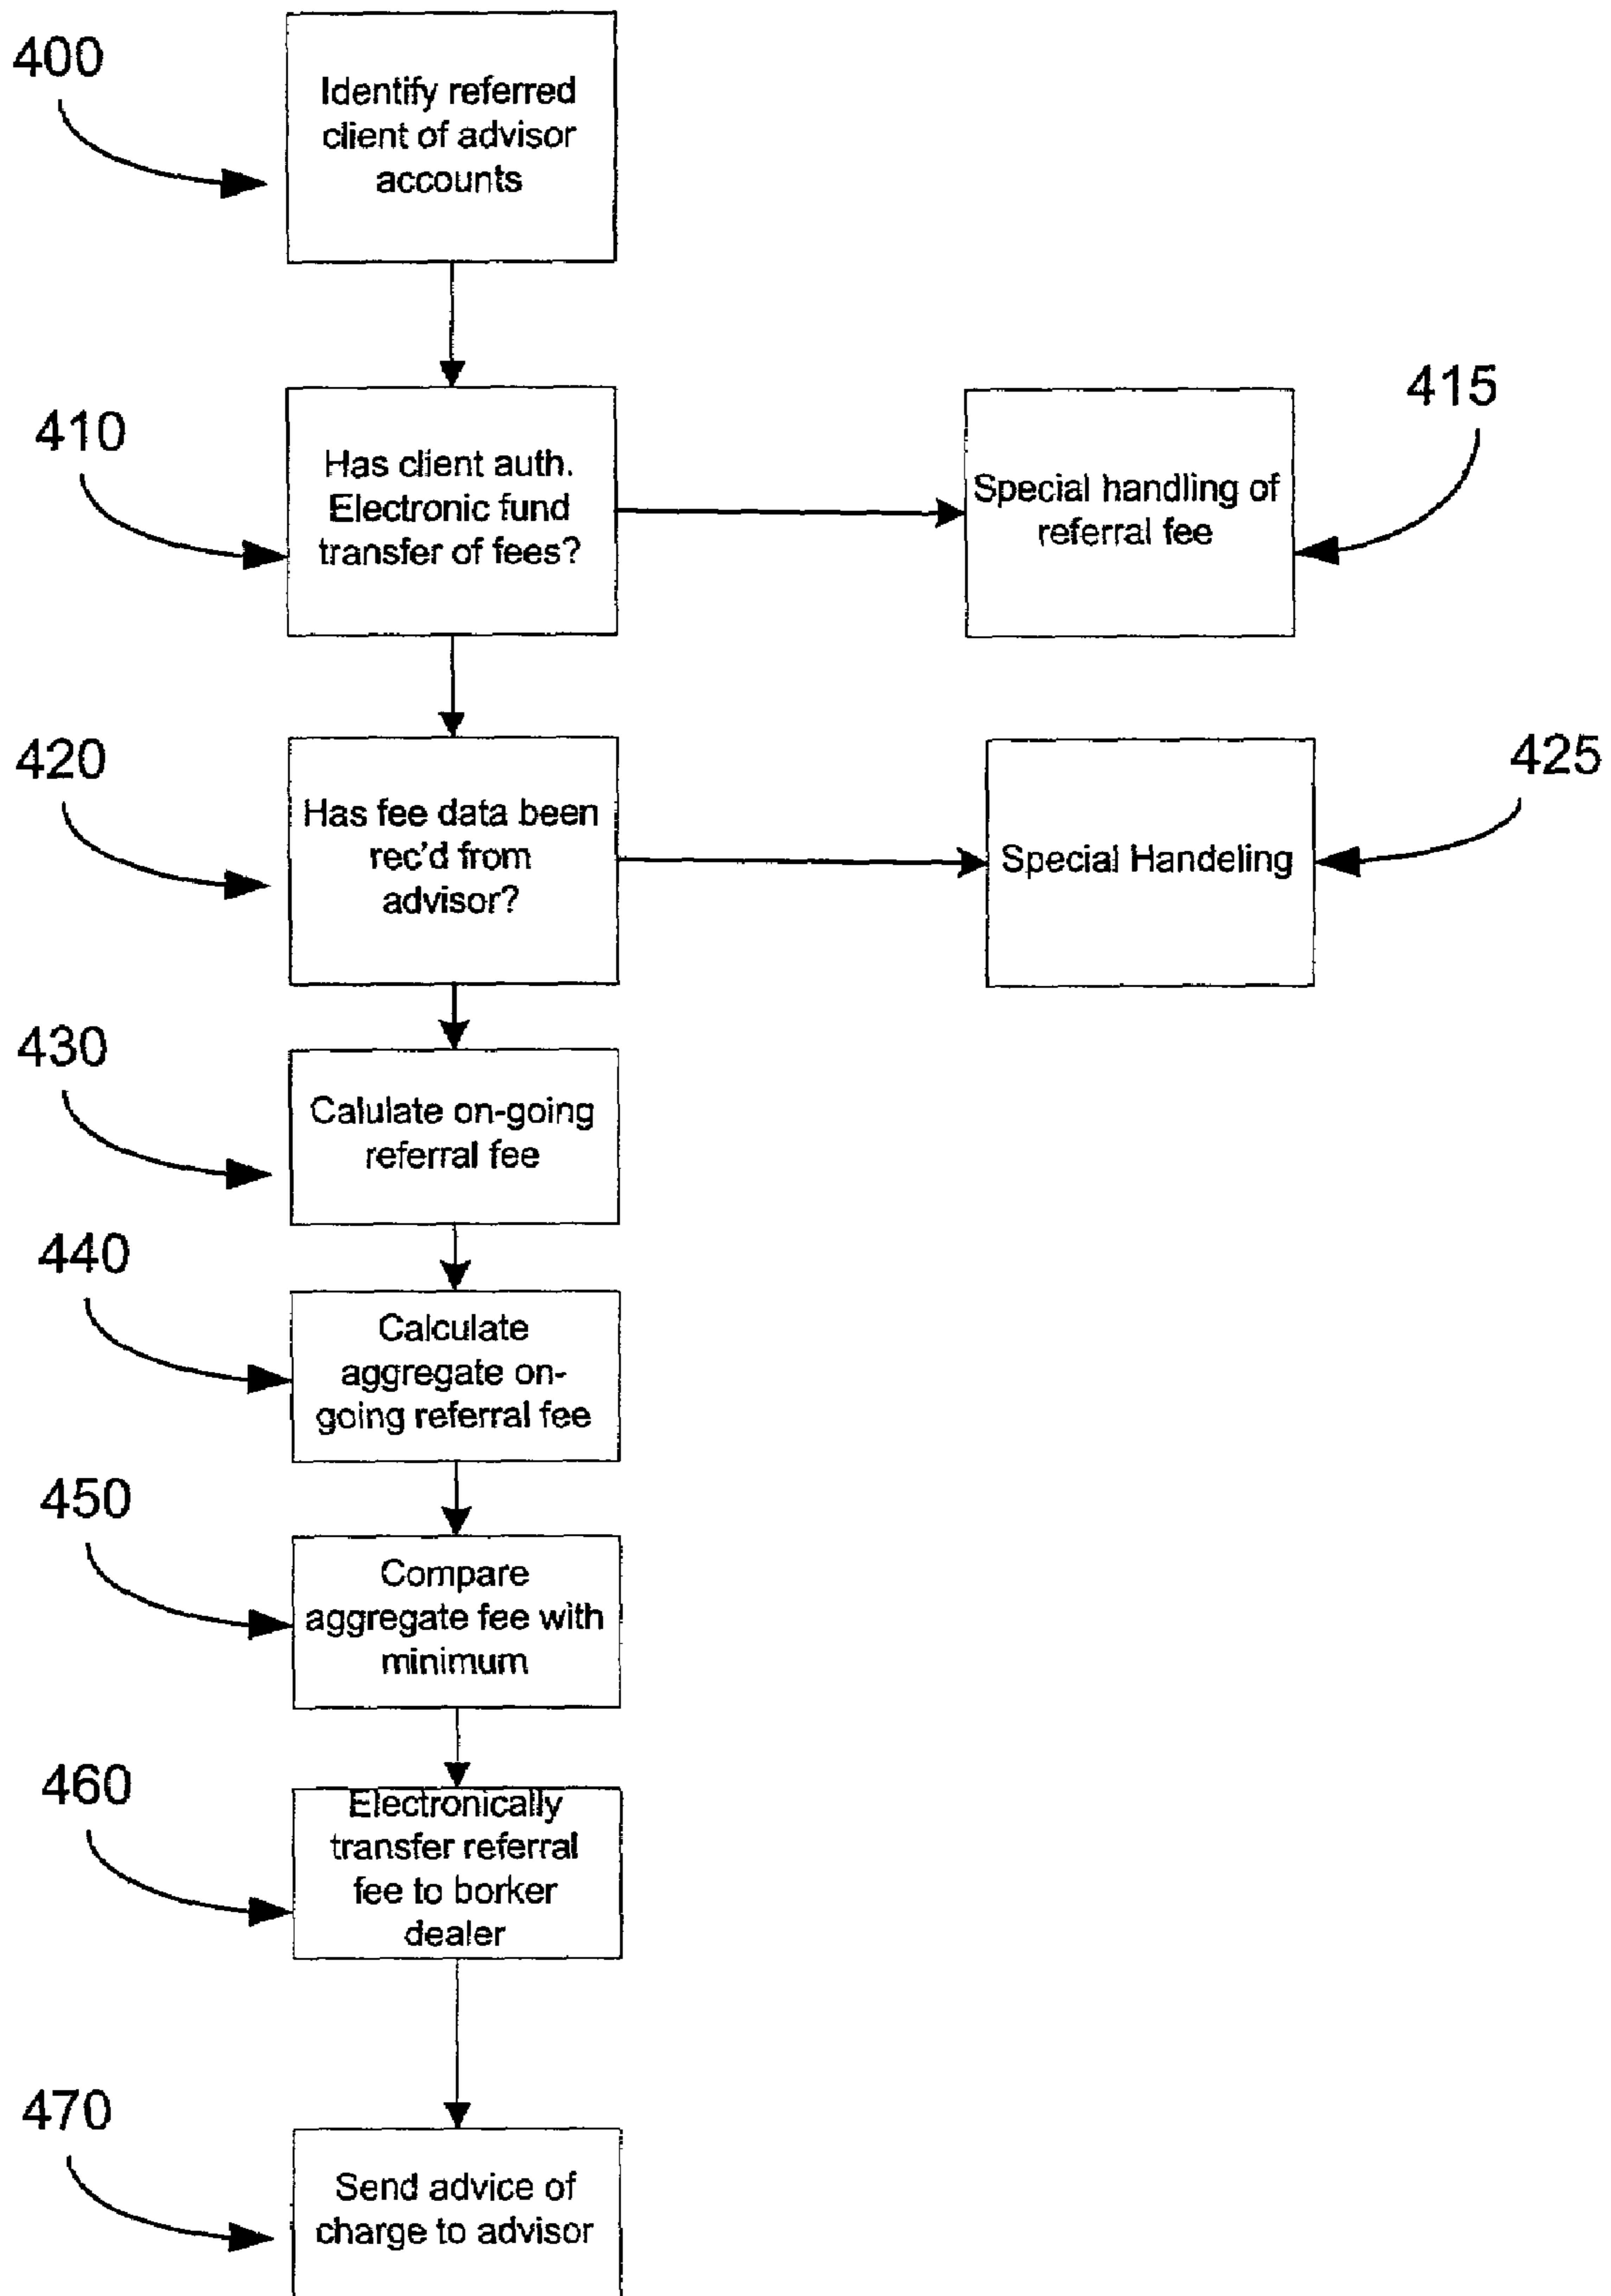 400
Identify referred
client of advisor
accounts
410
Has client auth.
Electronic fund
transfer of fees?
Special handling of
referral fee
415
420
Has fee data been
rec'd from
advisor?
Special Handeling
425
430
Calulate on-going
referral fee
440
Calculate
aggregate on-
going referral fee
450
Compare
aggregate fee with
minimum
460
Electronically
transfer referral
fee to borker
dealer
470
Send advice of
charge to advisor